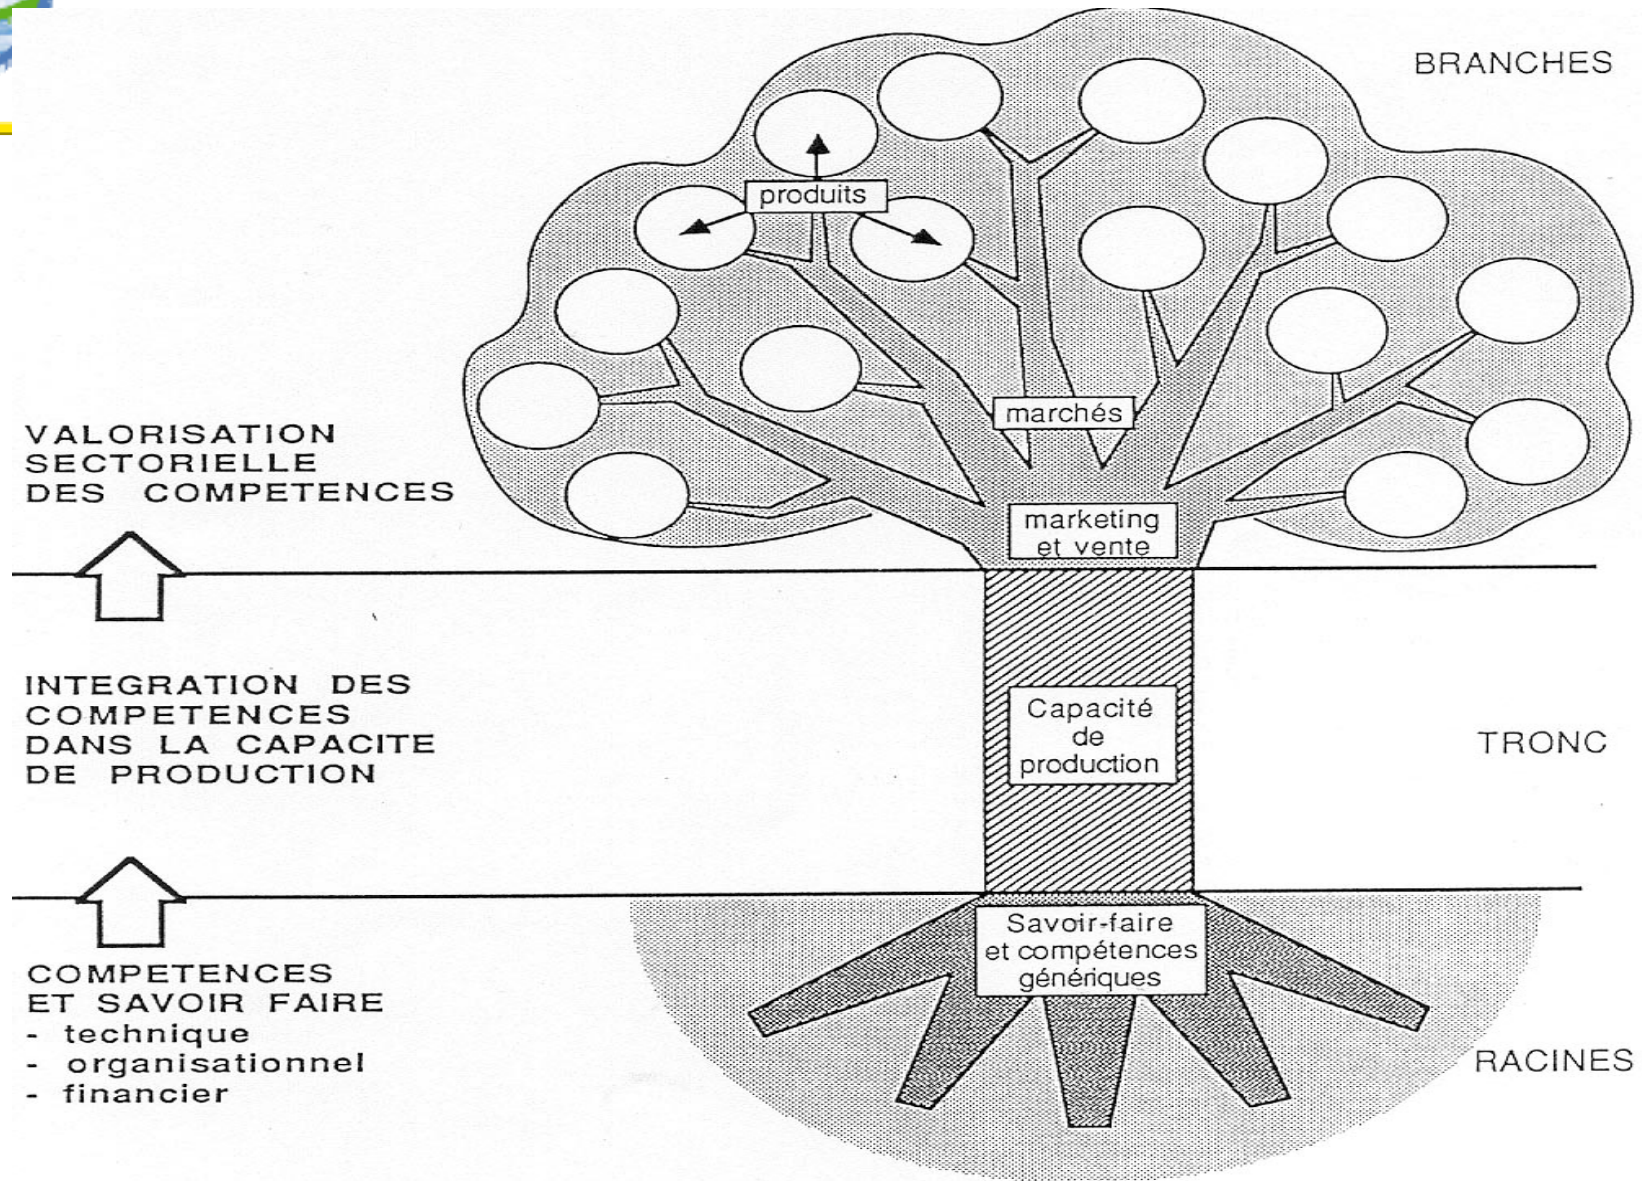 BRANCHES
produits
marchés
VALORISATION
SECTORIELLE
DES COMPETENCES
marketing
et vente
INTEGRATION DES
COMPETENCES
DANS LA CAPACITE
DE PRODUCTION
Capacité
de
production
TRONC
Savoir-faire
et compétences
génériques
COMPETENCES
ET SAVOIR FAIRE
- technique
- organisationnel
- financier
RACINES